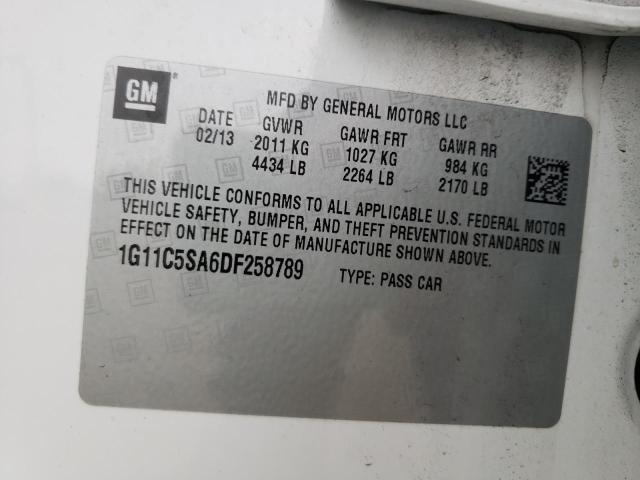 GM
MFD BY GENERAL MOTORS LLC
DATE GVWR GAWR FRT GAWR RR
02/13 2011 KG 1027 KG 984 KG
4434 LB 2264 LB 2170 LB
THIS VEHICLE CONFORMS TO ALL APPLICABLE U.S. FEDERAL MOTOR
VEHICLE SAFETY, BUMPER, AND THEFT PREVENTION STANDARDS IN
EFFECT ON THE DATE OF MANUFACTURE SHOWN ABOVE.
1G11C5SA6DF258789 TYPE: PASS CAR